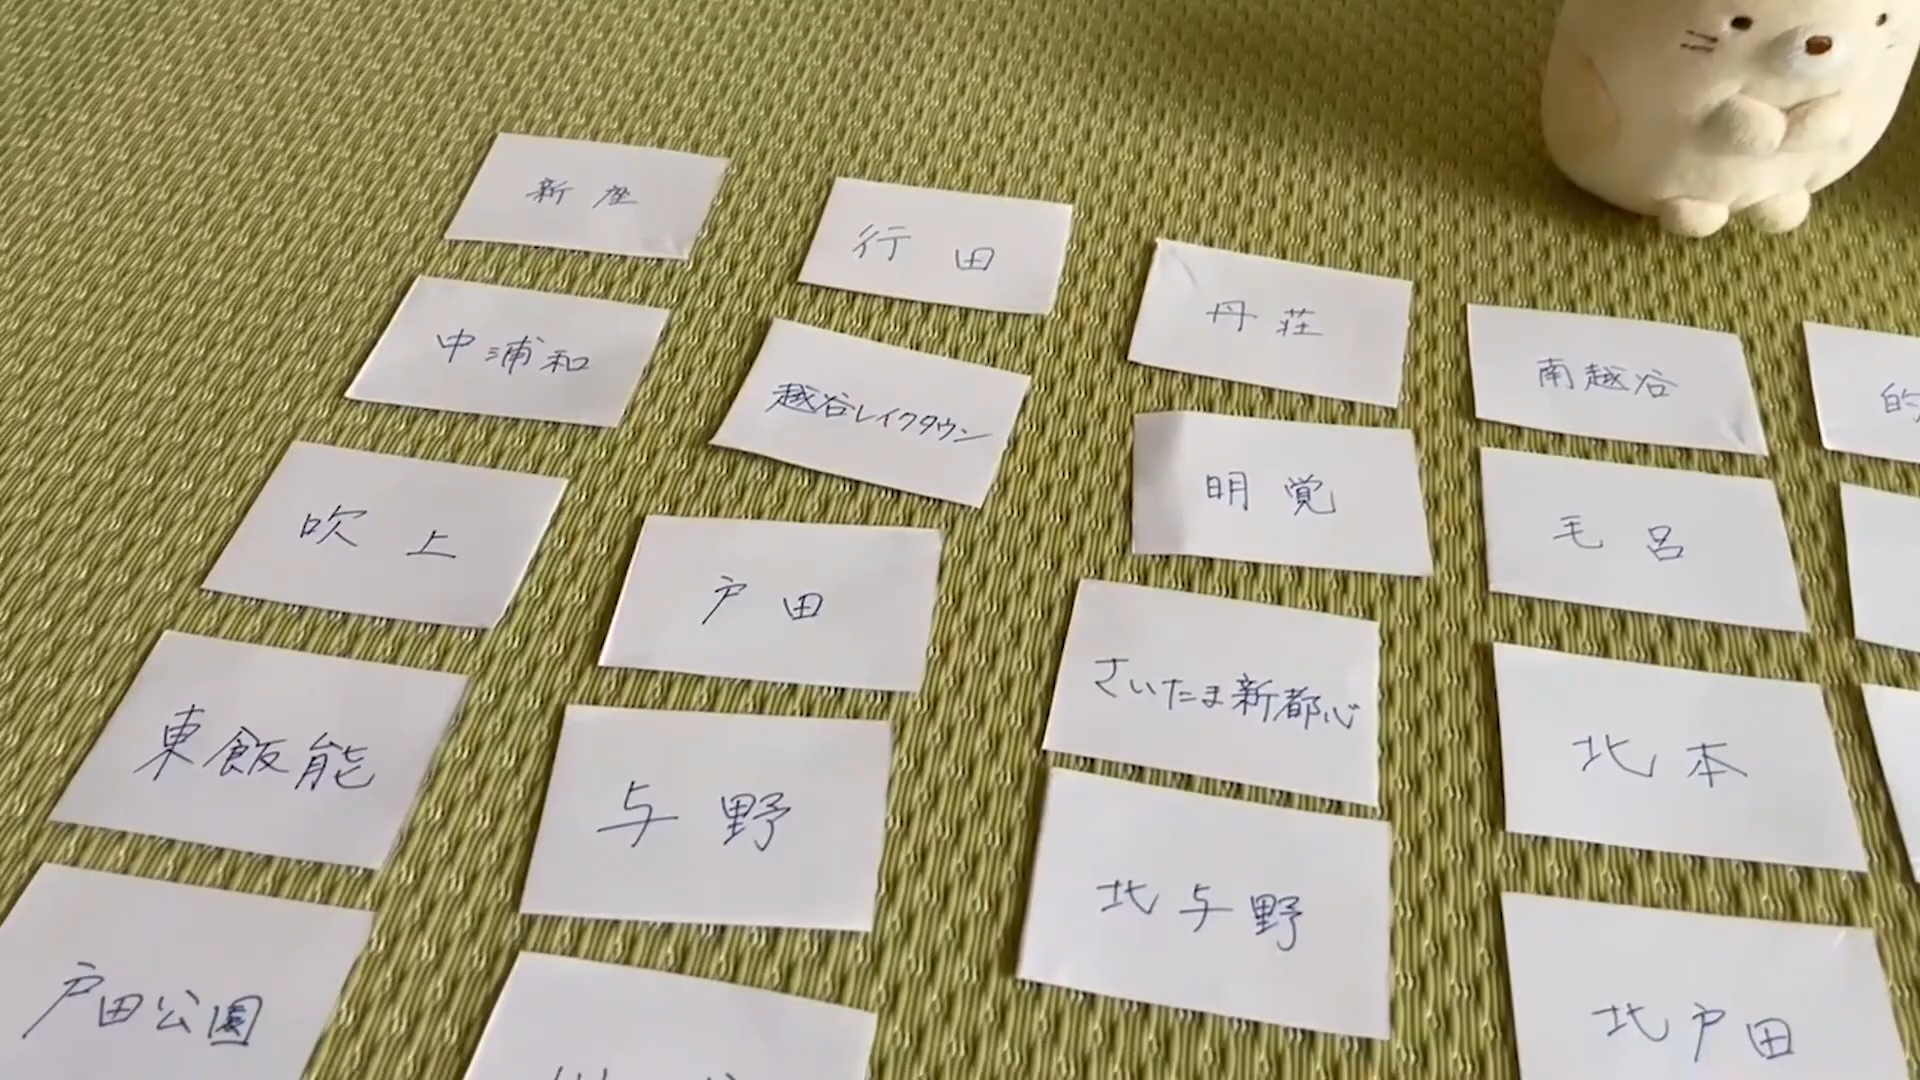 新座
行田
丹荘
南越谷
的
中浦和
越谷レイクタウン
明覚
毛呂
吹上
戸田
さいたま新都心
北本
東飯能
与野
北与野
北戸田
戸田公園